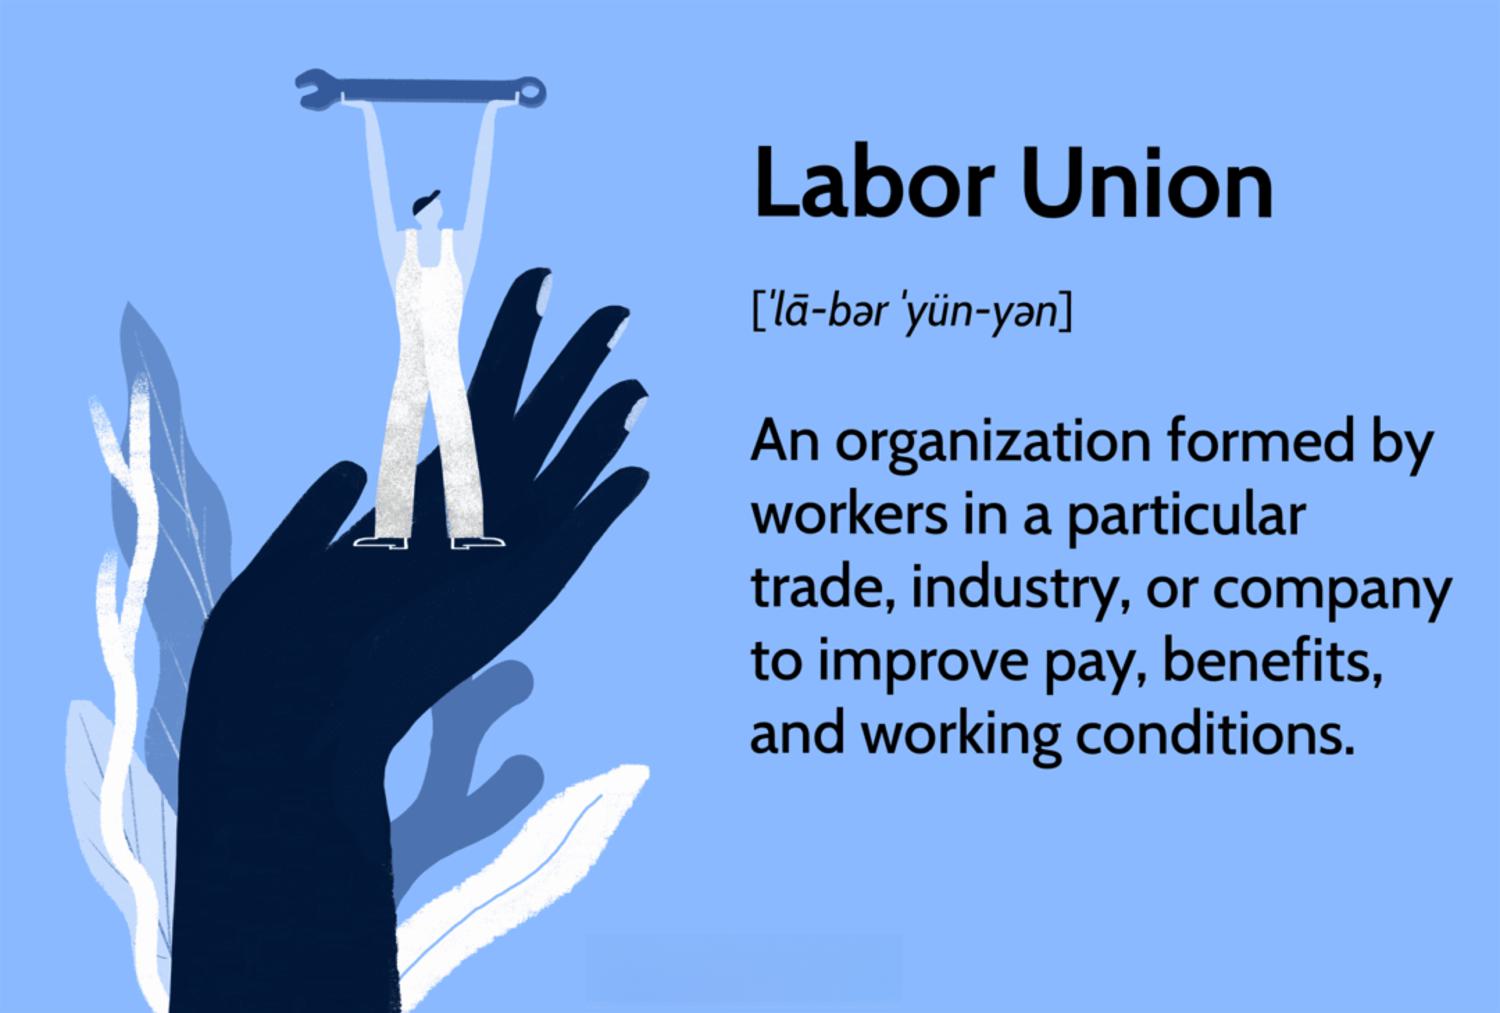 Labor Union
[ˈlā-bər ˈyün-yən]
An organization formed by
workers in a particular
trade, industry, or company
to improve pay, benefits,
and working conditions.